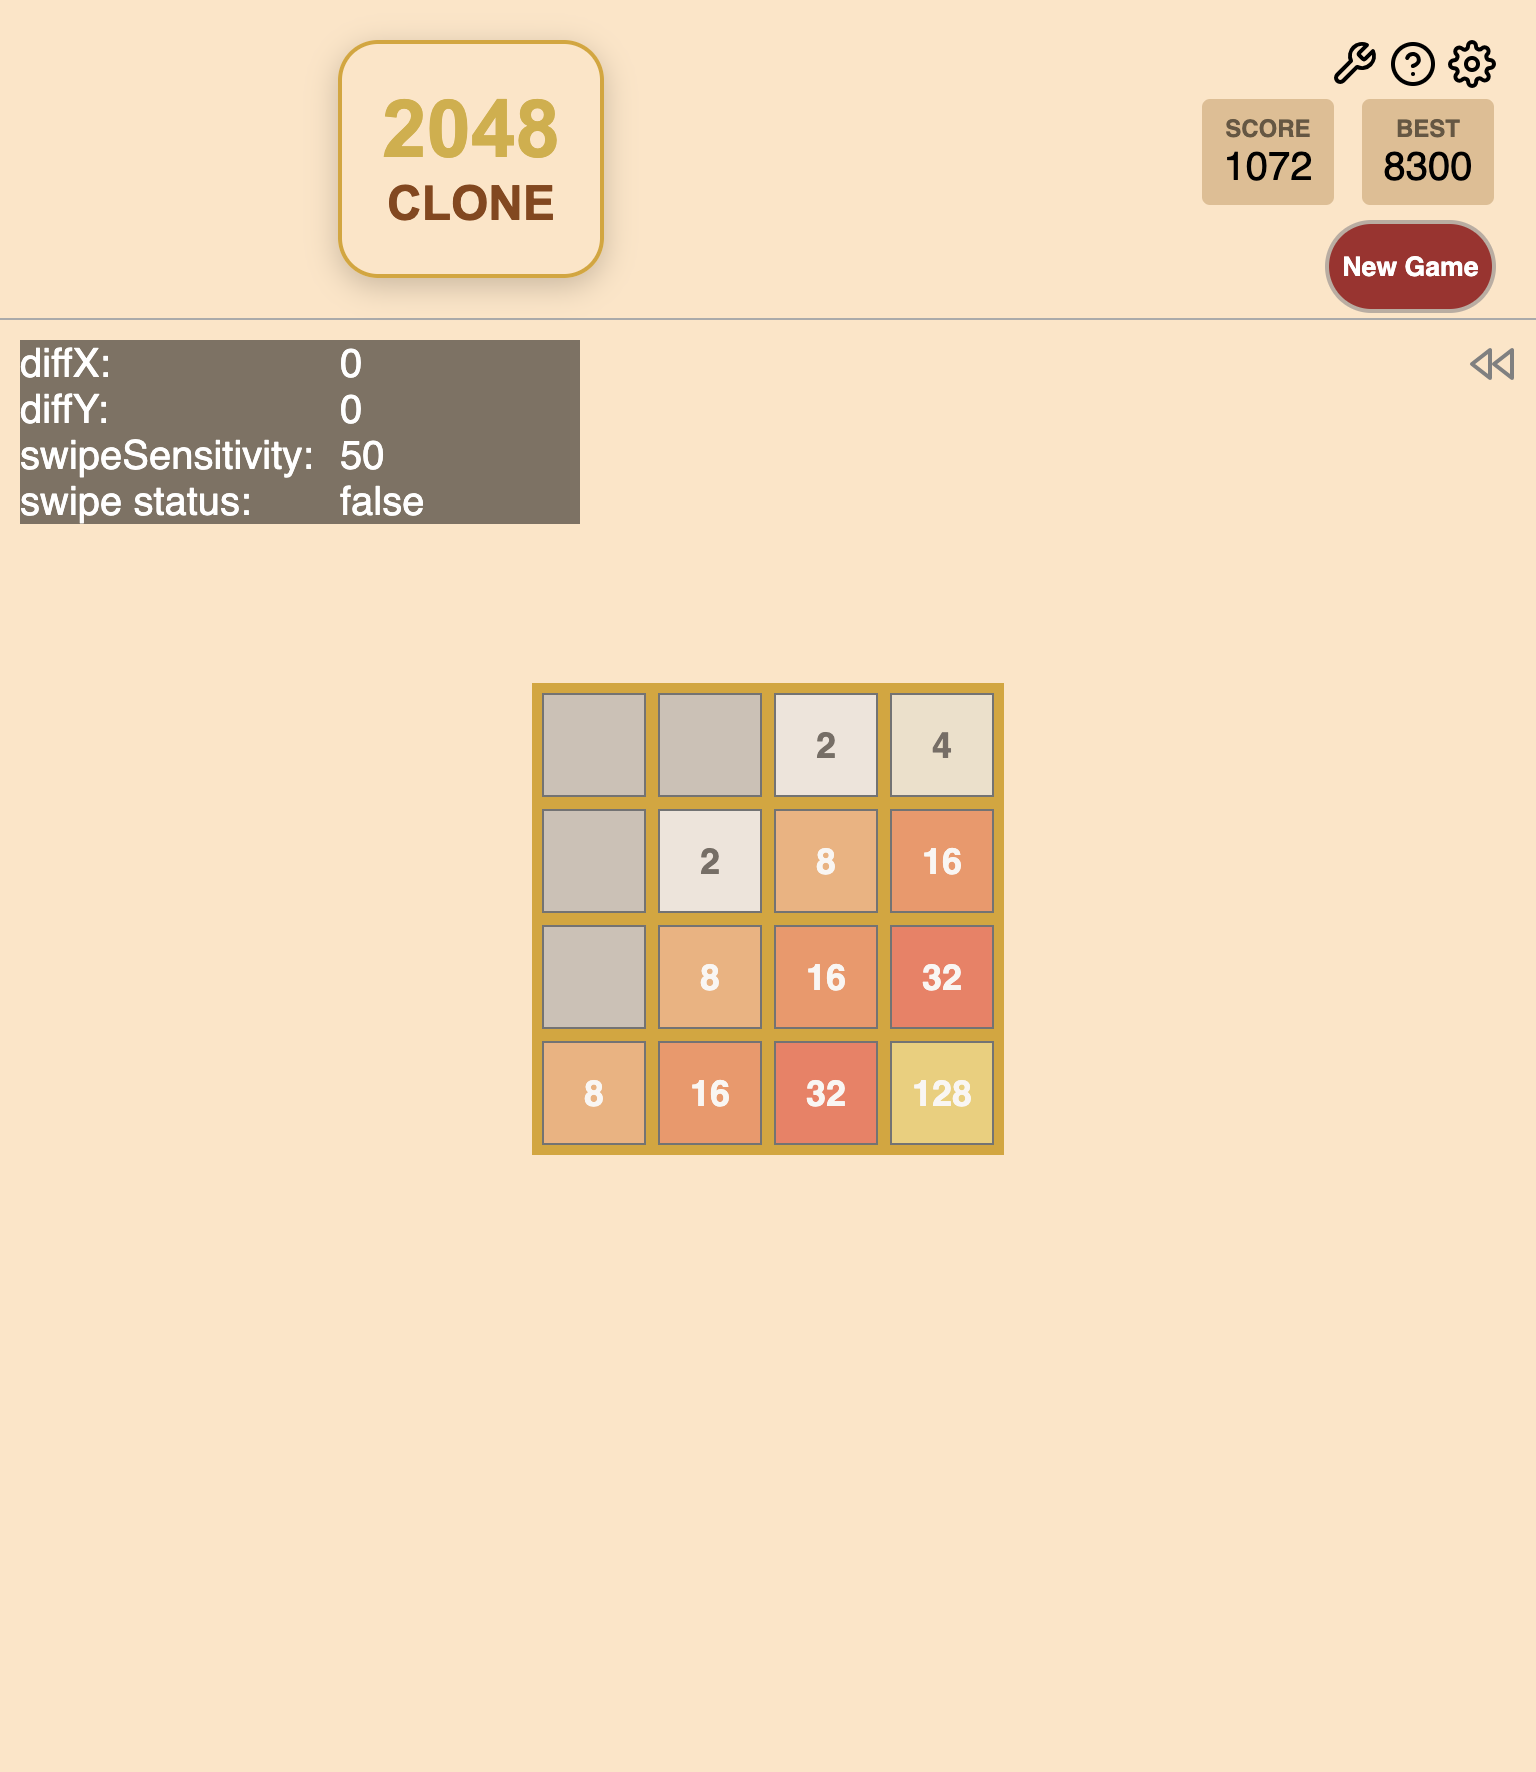 2048
CLONE
SCORE
1072
BEST
8300
New Game
diffX: 0
diffY: 0
swipeSensitivity: 50
swipe status: false
2 4
2 8 16
8 16 32
8 16 32 128